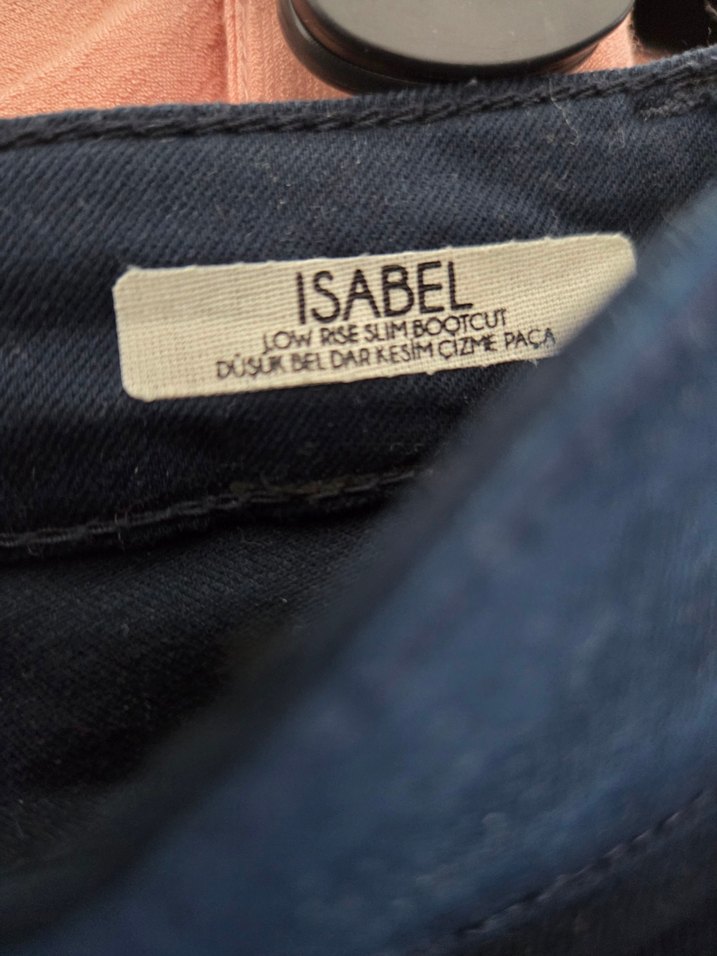 ISABEL
LOW RISE SLIM BOOTCUT
DÜŞÜK BEL DAR KESİM ÇİZME PAÇA